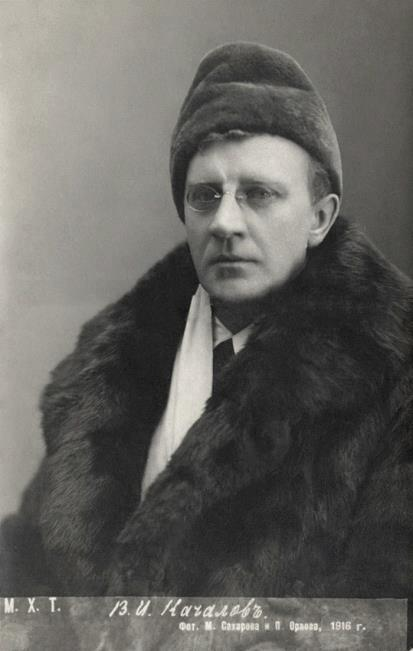 М. Х. Т.
В. И. Качаловъ.
Фот. М. Сахарова и П. Орлова, 1916 г.